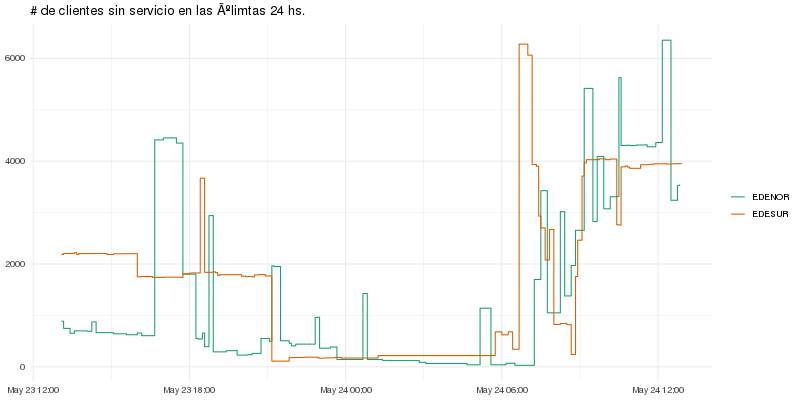 # de clientes sin servicio en las Ãºlimtas 24 hs.
6000
4000
2000
0
May 23 12:00
May 23 18:00
May 24 00:00
May 24 06:00
May 24 12:00
EDENOR
EDESUR